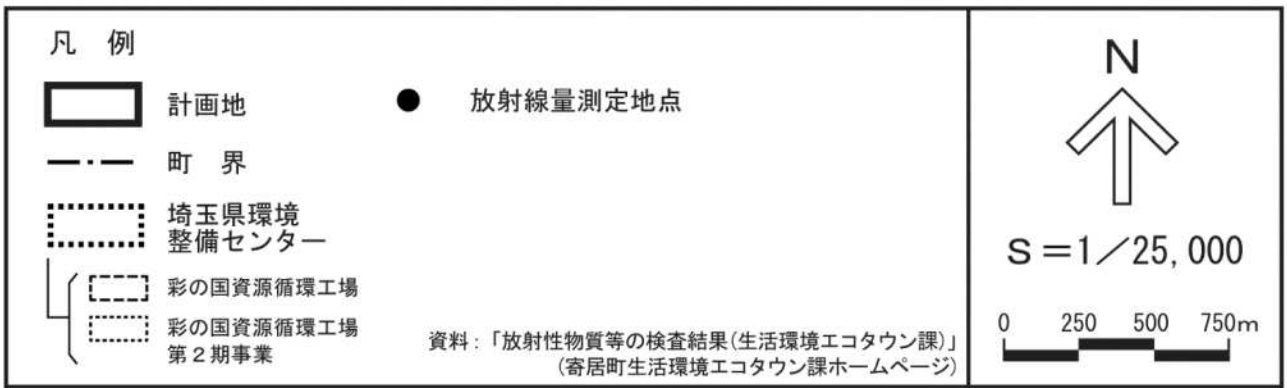 凡 例
計画地
● 放射線量測定地点
町 界
埼玉県環境
整備センター
彩の国資源循環工場
彩の国資源循環工場
第２期事業
資料：「放射性物質等の検査結果(生活環境エコタウン課)」
(寄居町生活環境エコタウン課ホームページ)
N
S＝1／25,000
0 250 500 750m